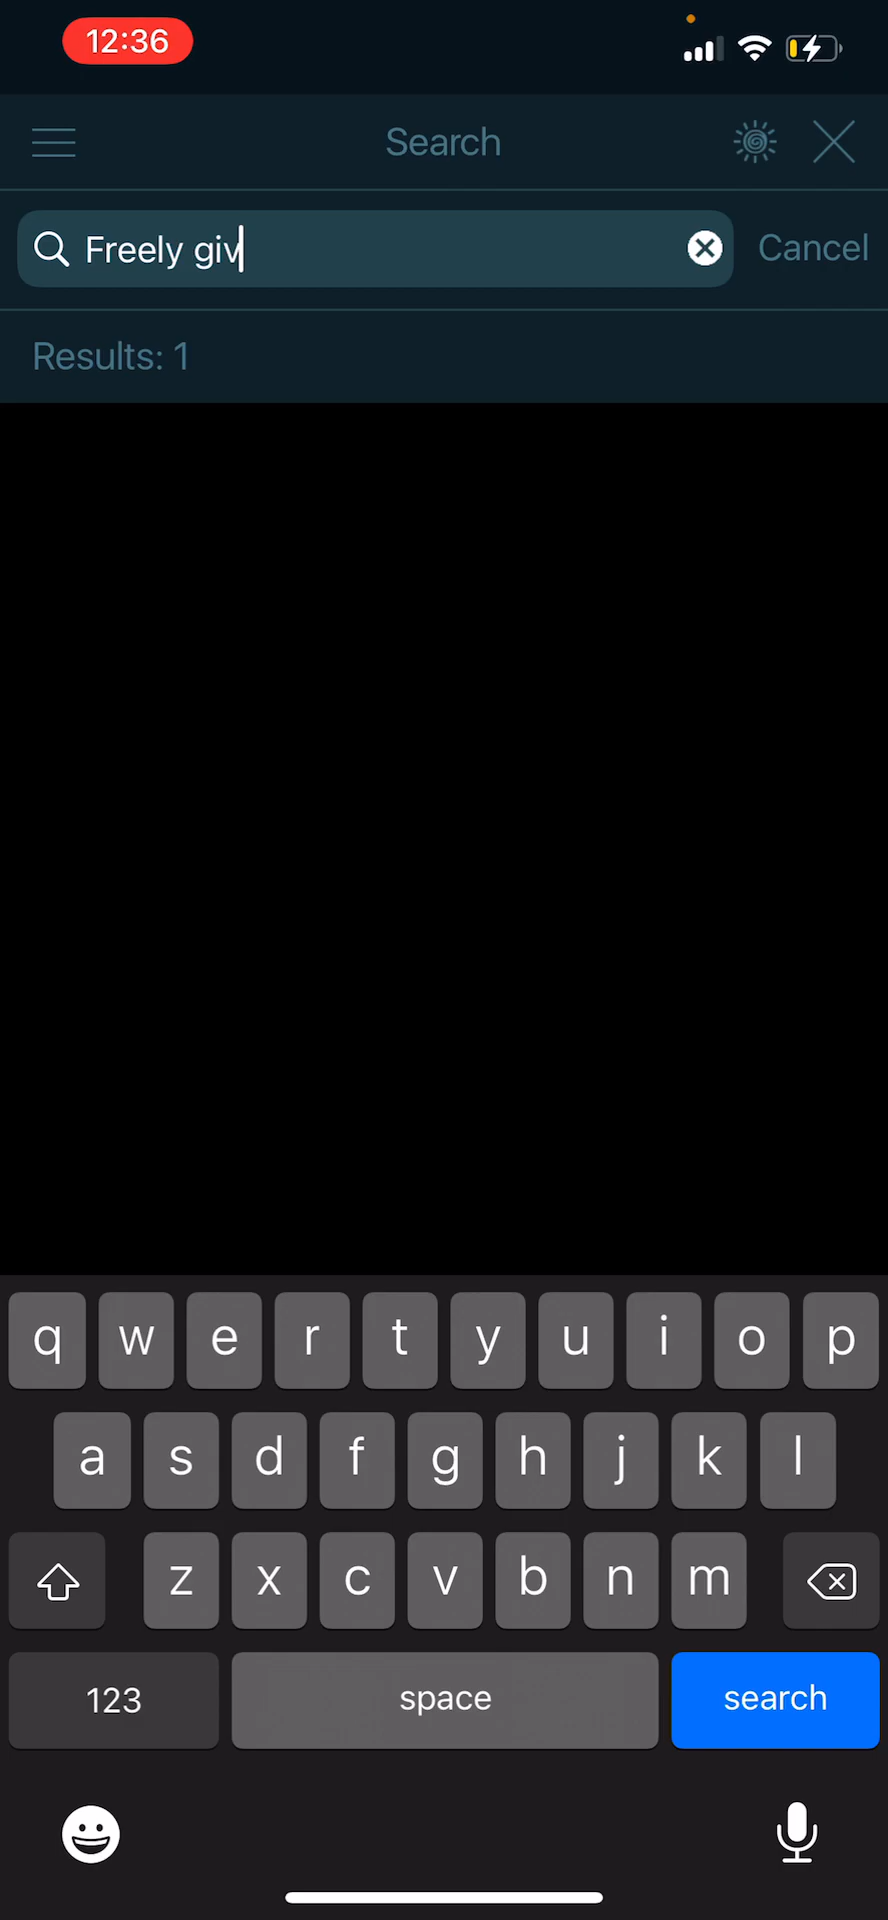 12:36
Search
Freely giv
Cancel
Results: 1
q w e r t y u i o p
a s d f g h j k l
z x c v b n m
123 space search